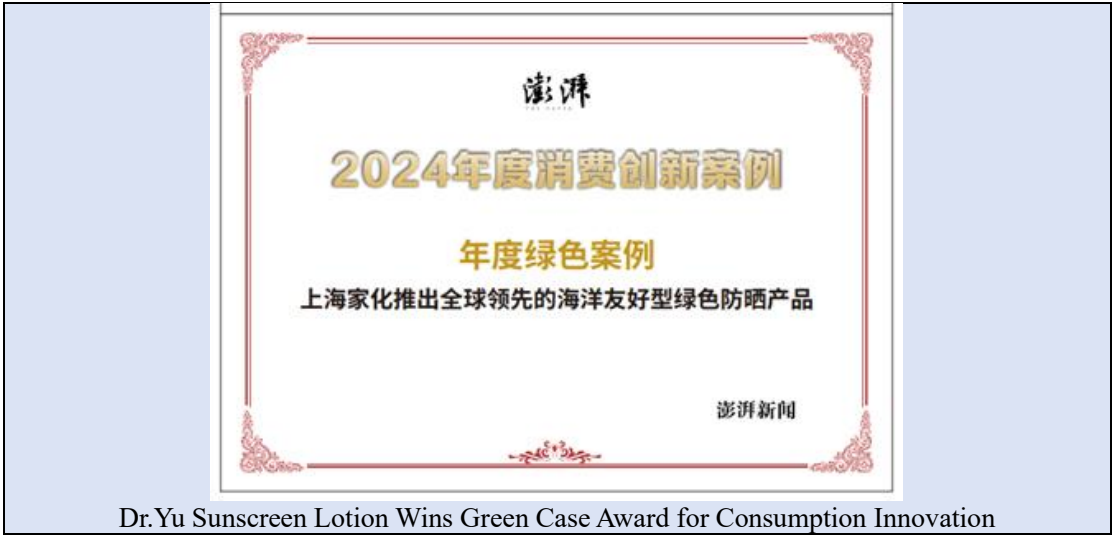 澎湃
2024年度消费创新案例
年度绿色案例
上海家化推出全球领先的海洋友好型绿色防晒产品
澎湃新闻
Dr.Yu Sunscreen Lotion Wins Green Case Award for Consumption Innovation